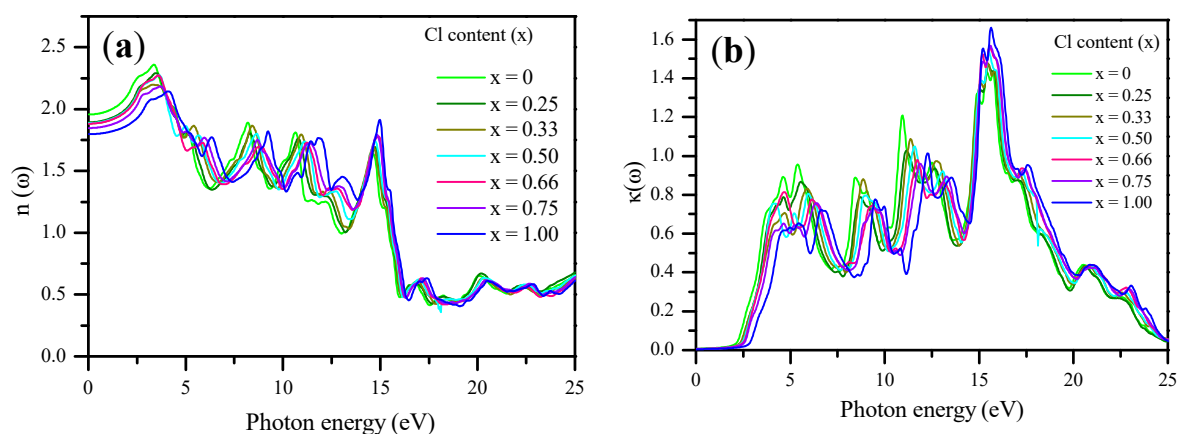 (a)
Cl content (x)
x = 0
x = 0.25
x = 0.33
x = 0.50
x = 0.66
x = 0.75
x = 1.00
n (ω)
2.5
2.0
1.5
1.0
0.5
0.0
0 5 10 15 20 25
Photon energy (eV)
(b)
Cl content (x)
x = 0
x = 0.25
x = 0.33
x = 0.50
x = 0.66
x = 0.75
x = 1.00
κ(ω)
1.6
1.4
1.2
1.0
0.8
0.6
0.4
0.2
0.0
0 5 10 15 20 25
Photon energy (eV)